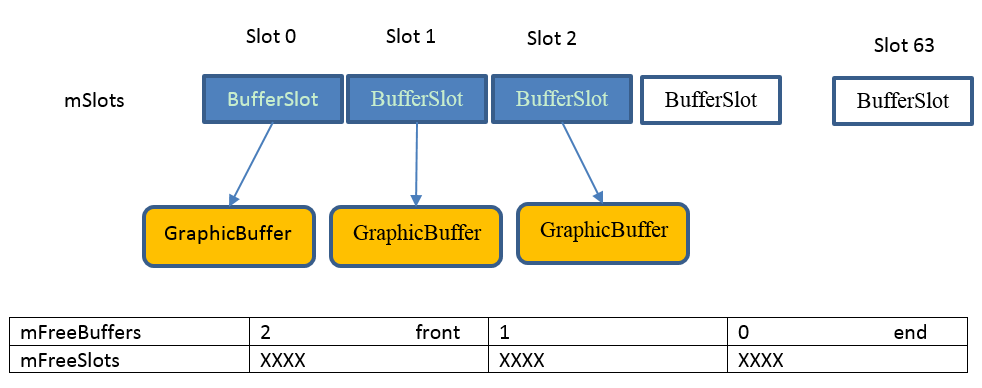 Slot 0 Slot 1 Slot 2 Slot 63
mSlots BufferSlot BufferSlot BufferSlot BufferSlot BufferSlot
GraphicBuffer GraphicBuffer GraphicBuffer
mFreeBuffers 2 front 1 0 end
mFreeSlots XXXX XXXX XXXX